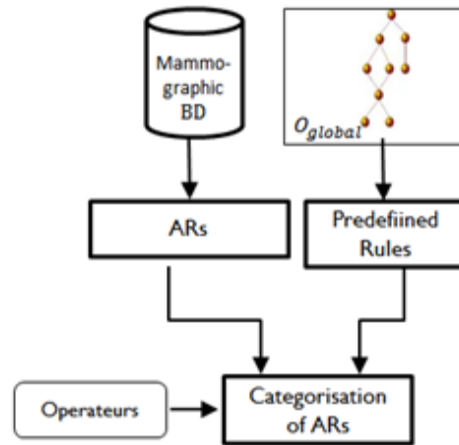 Mammo-
graphic
BD
O_global
ARs
Predefiined
Rules
Operateurs
Categorisation
of ARs